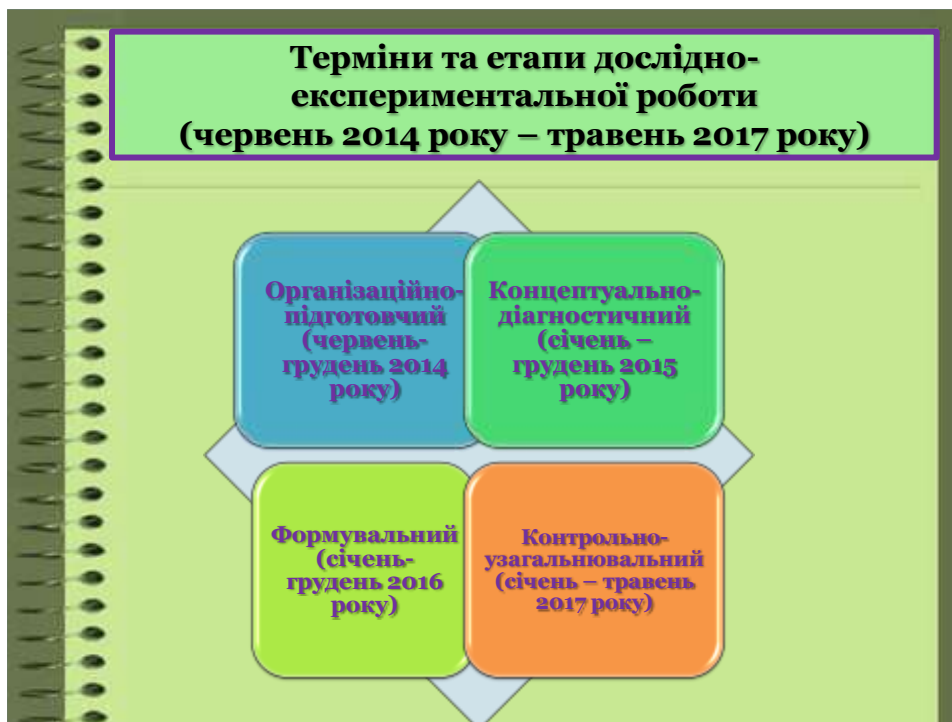 Терміни та етапи дослідно-
експериментальної роботи
(червень 2014 року – травень 2017 року)
Організаційно-
підготовчий
(червень-
грудень 2014
року)
Концептуально-
діагностичний
(січень –
грудень 2015
року)
Формувальний
(січень-
грудень 2016
року)
Контрольно-
узагальнювальний
(січень – травень
2017 року)